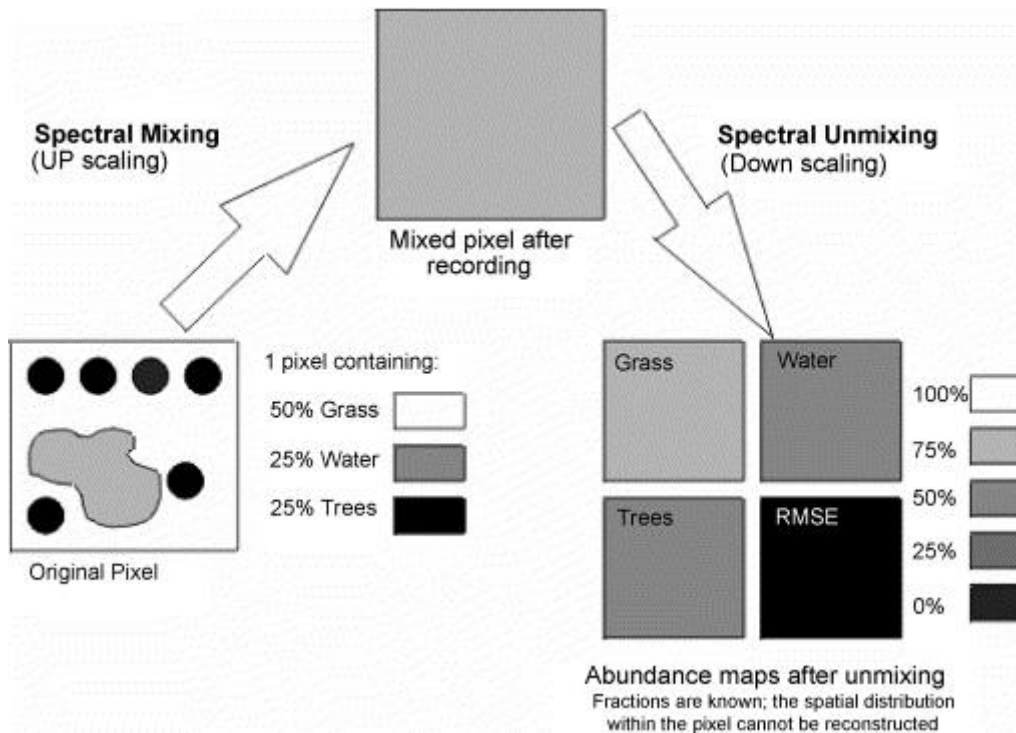 Spectral Mixing
(UP scaling)
Mixed pixel after
recording
Spectral Unmixing
(Down scaling)
1 pixel containing:
50% Grass
25% Water
25% Trees
Original Pixel
Grass
Water
Trees
RMSE
100%
75%
50%
25%
0%
Abundance maps after unmixing
Fractions are known; the spatial distribution
within the pixel cannot be reconstructed